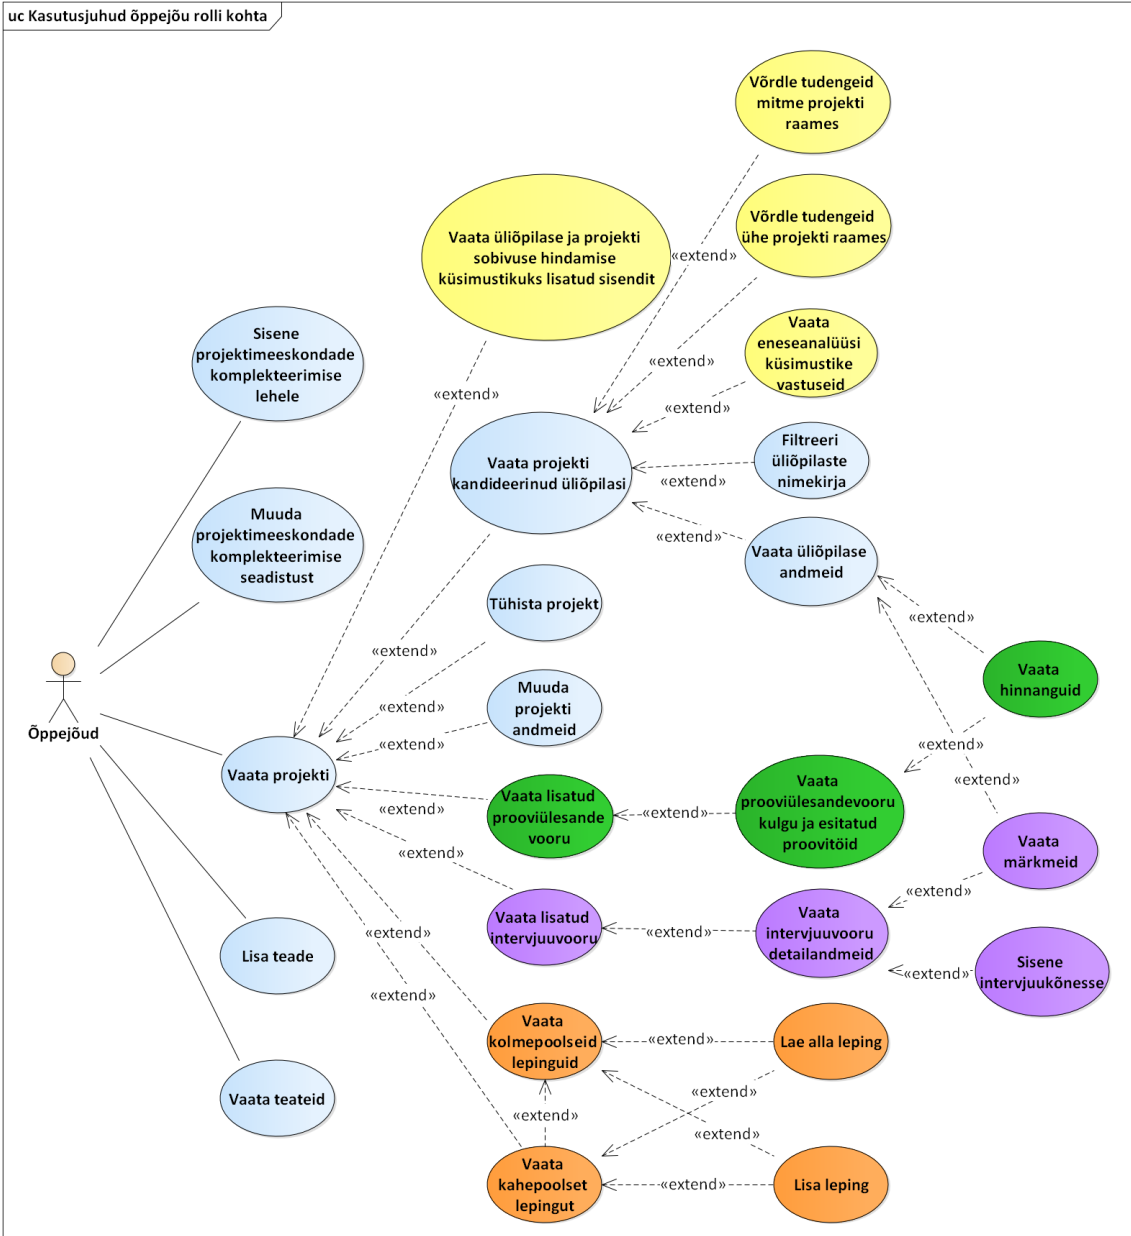 uc Kasutusjuhud õppejõu rolli kohta
Võrdle tudengeid
mitme projekti
raames
Vaata üliõpilase ja projekti
sobivuse hindamise
küsimustikuks lisatud sisendit
Võrdle tudengeid
ühe projekti raames
«extend»
Vaata
eneseanalüüsi
küsimustike
vastuseid
«extend»
Sisene
projektimeeskondade
komplekteerimise
lehele
«extend»
«extend»
Vaata projekti
kandideerinud üliõpilasi
Filtreeri
üliõpilaste
nimekirja
«extend»
Muuda
projektimeeskondade
komplekteerimise
seadistust
«extend»
Vaata üliõpilase
andmeid
Tühista projekt
«extend»
«extend»
Vaata
hinnanguid
Muuda
projekti
andmeid
«extend»
«extend»
«extend»
Õppejõud
Vaata projekti
«extend»
Vaata lisatud
prooviülesande
vooru
«extend»
«extend»
Vaata
prooviülesandevooru
kulgu ja esitatud
proovitöid
«extend»
Vaata
märkmeid
«extend»
Vaata lisatud
intervjuuvooru
«extend»
Vaata
intervjuuvooru
detailandmeid
«extend»
«extend»
Sisene
intervjuukõnesse
Lisa teade
«extend»
Vaata
kolmepoolseid
lepinguid
«extend»
Lae alla leping
«extend»
«extend»
«extend»
Vaata teateid
Vaata
kahepoolset
lepingut
«extend»
Lisa leping